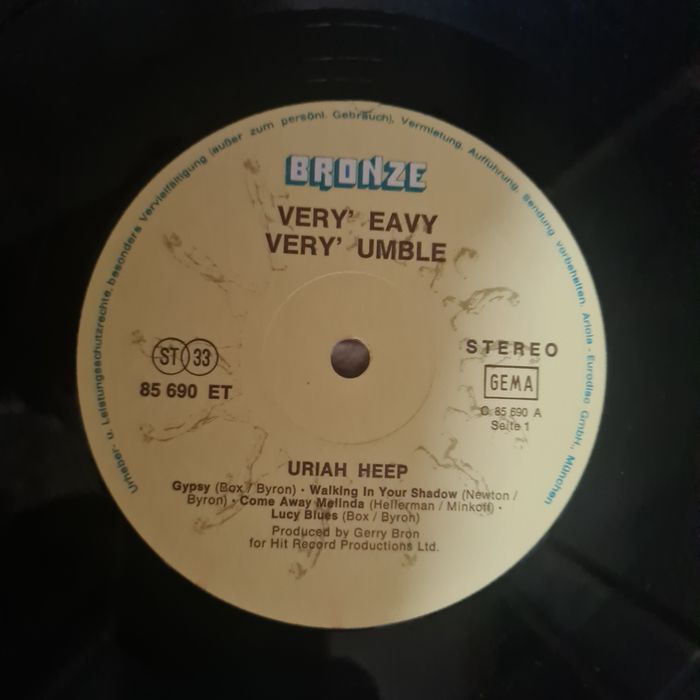 Urheber- u. Leistungsschutzrechte, besonders Vervielfältigung (außer zum persönl. Gebrauch), Vermietung, Aufführung, Sendung vorbehalten. Ariola - Eurodisc GmbH., München
BRONZE
VERY' EAVY
VERY' UMBLE
ST 33
STEREO
85 690 ET
GEMA
C 85 690 A
Seite 1
URIAH HEEP
Gypsy (Box / Byron) · Walking In Your Shadow (Newton /
Byron) · Come Away Melinda (Hellerman / Minkoff) ·
Lucy Blues (Box / Byron)
Produced by Gerry Bron
for Hit Record Productions Ltd.